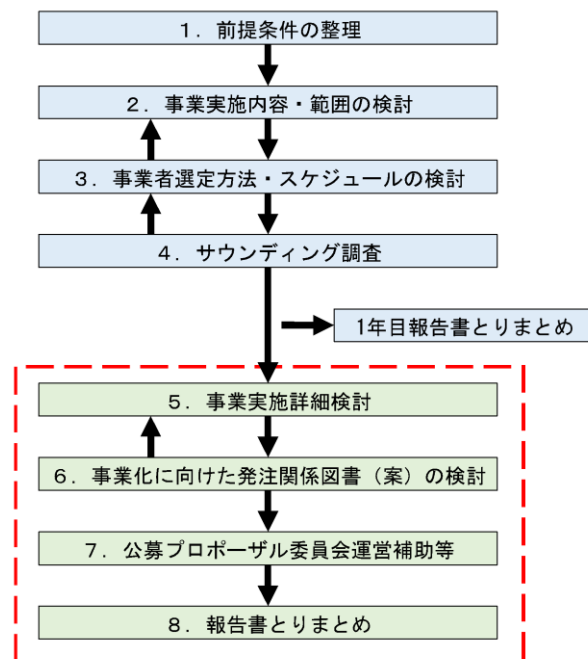 １．前提条件の整理
２．事業実施内容・範囲の検討
３．事業者選定方法・スケジュールの検討
４．サウンディング調査
1年目報告書とりまとめ
５．事業実施詳細検討
６．事業化に向けた発注関係図書（案）の検討
７．公募プロポーザル委員会運営補助等
８．報告書とりまとめ